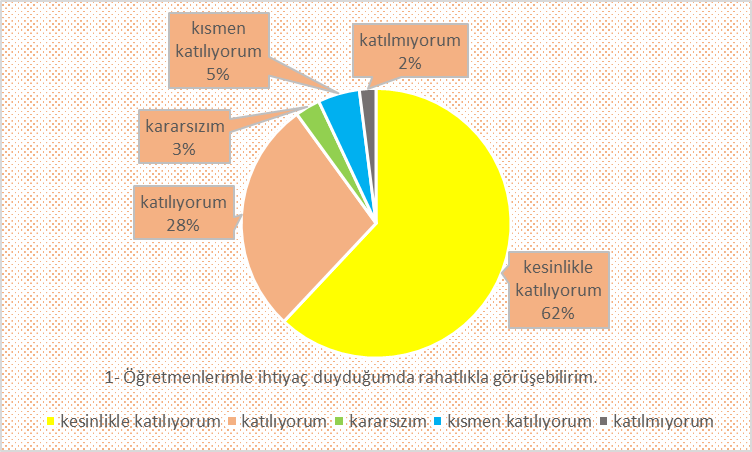 kısmen
katılıyorum
5%
katılmıyorum
2%
kararsızım
3%
katılıyorum
28%
kesinlikle
katılıyorum
62%
1- Öğretmenlerimle ihtiyaç duyduğumda rahatlıkla görüşebilirim.
kesinlikle katılıyorum katılıyorum kararsızım kısmen katılıyorum katılmıyorum